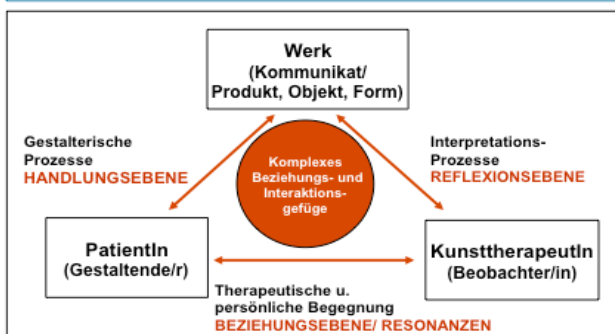 Werk
(Kommunikat/
Produkt, Objekt, Form)
Gestalterische
Prozesse
HANDLUNGSEBENE
Komplexes
Beziehungs- und
Interaktions-
gefüge
Interpretations-
Prozesse
REFLEXIONSEBENE
PatientIn
(Gestaltende/r)
KunsttherapeutIn
(Beobachter/in)
Therapeutische u.
persönliche Begegnung
BEZIEHUNGSEBENE/ RESONANZEN